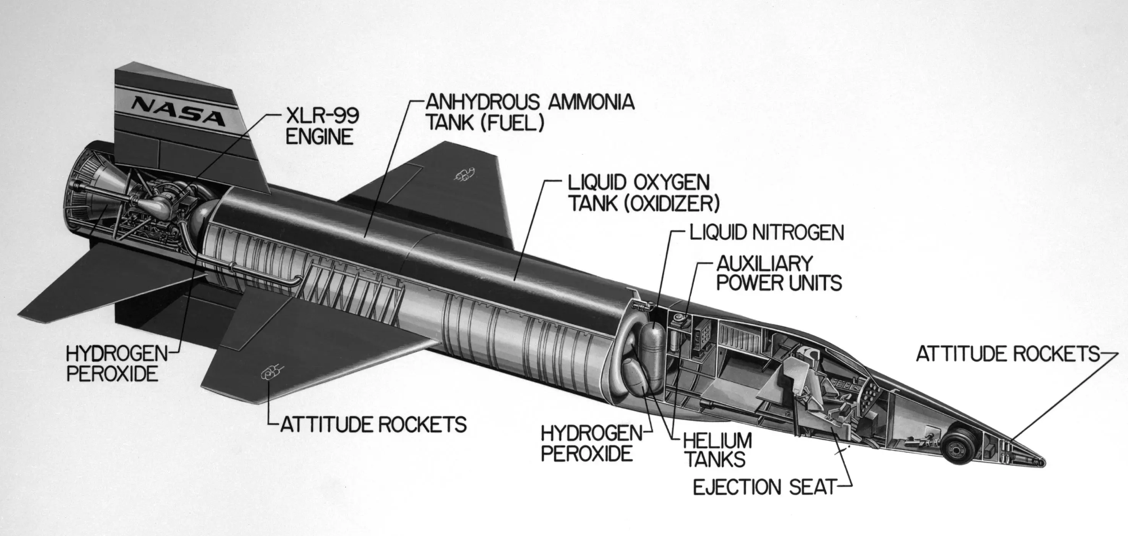 NASA
XLR-99
ENGINE
ANHYDROUS AMMONIA
TANK (FUEL)
LIQUID OXYGEN
TANK (OXIDIZER)
LIQUID NITROGEN
AUXILIARY
POWER UNITS
ATTITUDE ROCKETS
HYDROGEN
PEROXIDE
ATTITUDE ROCKETS
HYDROGEN
PEROXIDE
HELIUM
TANKS
EJECTION SEAT